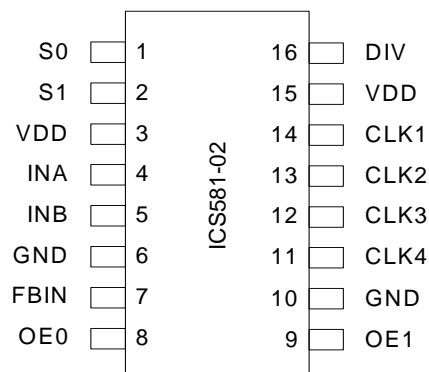 S0 1 16 DIV
S1 2 15 VDD
VDD 3 14 CLK1
INA 4 13 CLK2
INB 5 12 CLK3
GND 6 11 CLK4
FBIN 7 10 GND
OE0 8 9 OE1
ICS581-02